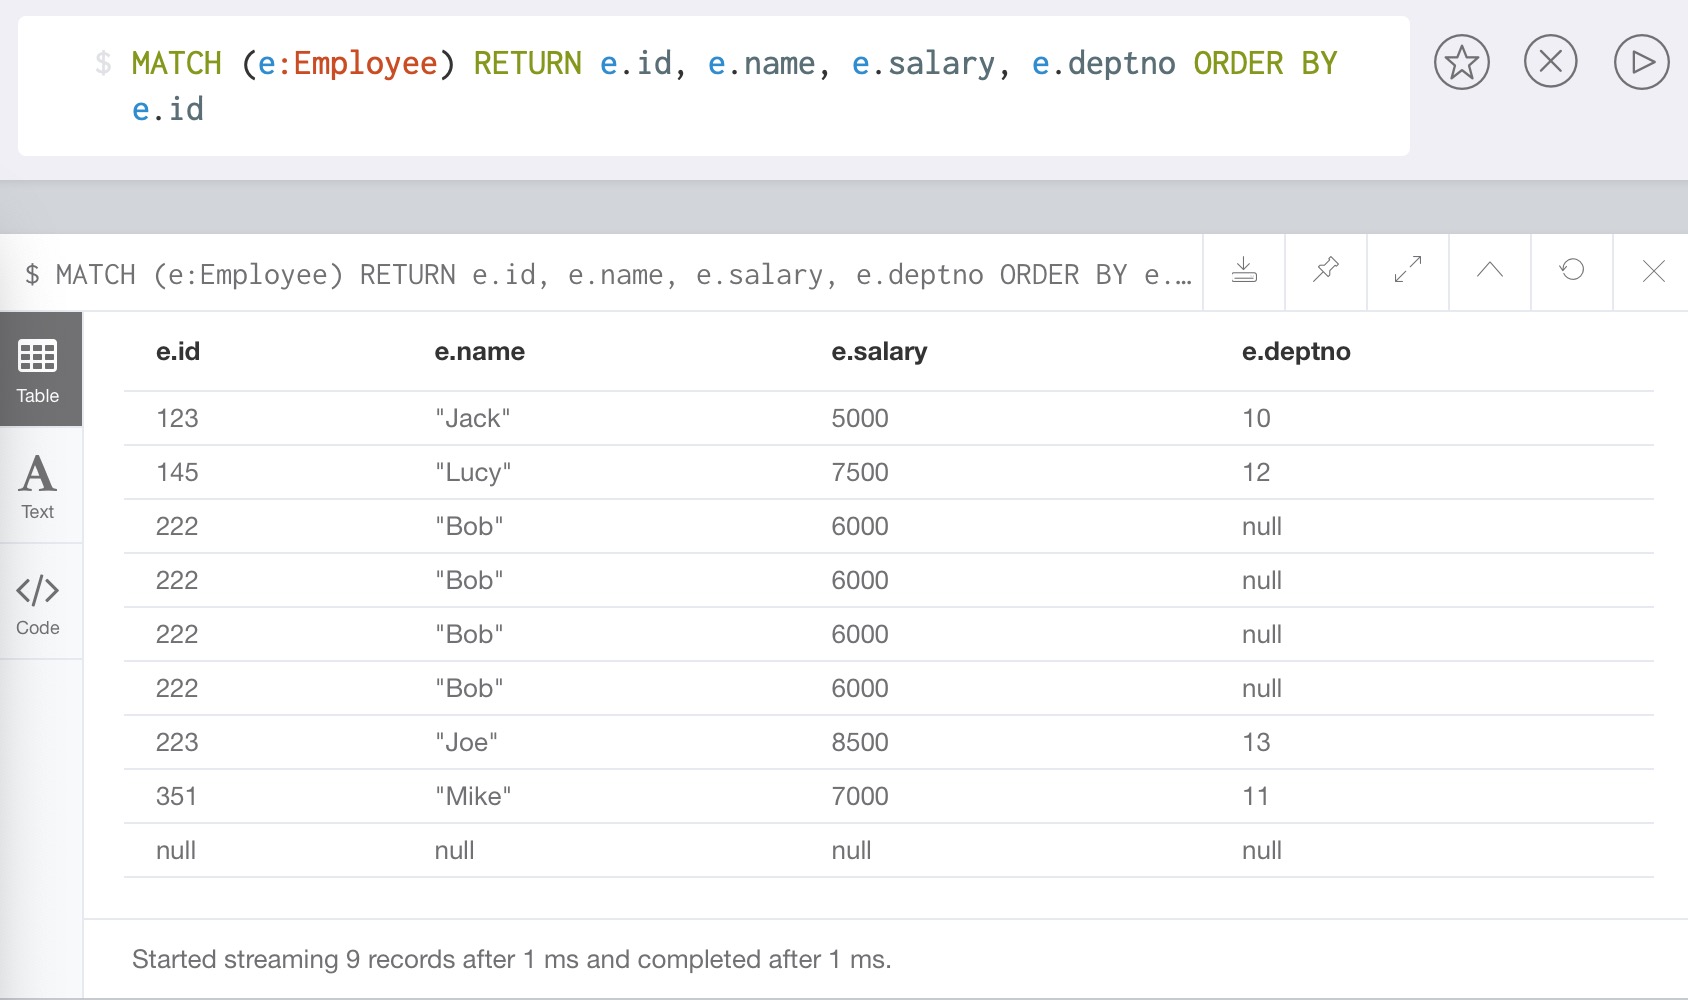 $ MATCH (e:Employee) RETURN e.id, e.name, e.salary, e.deptno ORDER BY
e.id
$ MATCH (e:Employee) RETURN e.id, e.name, e.salary, e.deptno ORDER BY e.…
Table
Text
Code
e.id e.name e.salary e.deptno
123 "Jack" 5000 10
145 "Lucy" 7500 12
222 "Bob" 6000 null
222 "Bob" 6000 null
222 "Bob" 6000 null
222 "Bob" 6000 null
223 "Joe" 8500 13
351 "Mike" 7000 11
null null null null
Started streaming 9 records after 1 ms and completed after 1 ms.